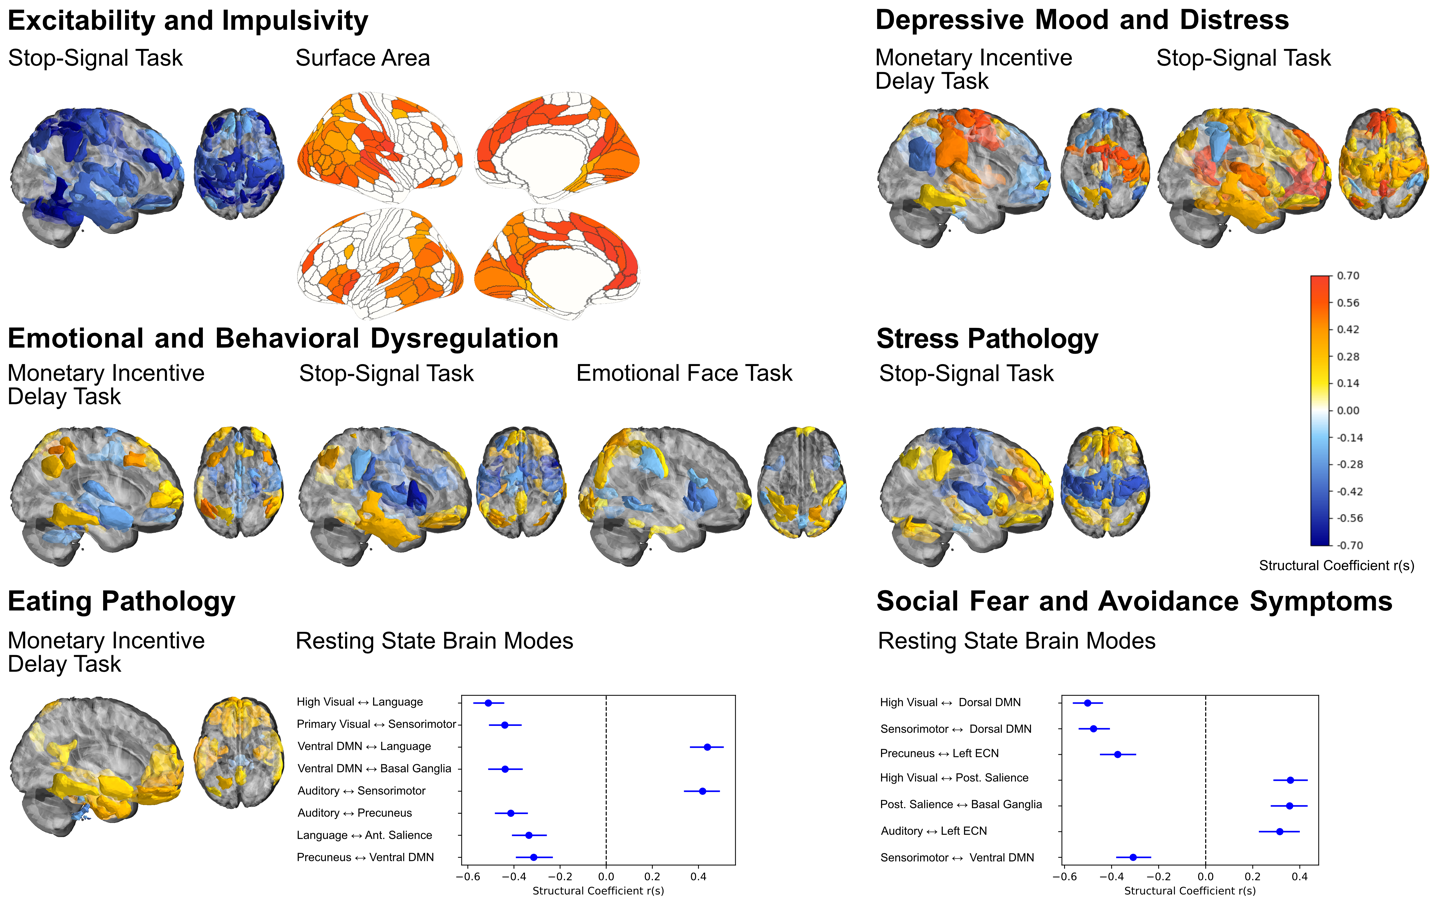 Excitability and Impulsivity
Stop-Signal Task
Surface Area
Depressive Mood and Distress
Monetary Incentive
Delay Task
Stop-Signal Task
0.70
0.56
0.42
0.28
0.14
0.00
-0.14
-0.28
-0.42
-0.56
-0.70
Structural Coefficient r(s)
Emotional and Behavioral Dysregulation
Monetary Incentive
Delay Task
Stop-Signal Task
Emotional Face Task
Stress Pathology
Stop-Signal Task
Eating Pathology
Monetary Incentive
Delay Task
Resting State Brain Modes
High Visual ↔ Language
Primary Visual ↔ Sensorimotor
Ventral DMN ↔ Language
Ventral DMN ↔ Basal Ganglia
Auditory ↔ Sensorimotor
Auditory ↔ Precuneus
Language ↔ Ant. Salience
Precuneus ↔ Ventral DMN
−0.6 −0.4 −0.2 0.0 0.2 0.4
Structural Coefficient r(s)
Social Fear and Avoidance Symptoms
Resting State Brain Modes
High Visual ↔ Dorsal DMN
Sensorimotor ↔ Dorsal DMN
Precuneus ↔ Left ECN
High Visual ↔ Post. Salience
Post. Salience ↔ Basal Ganglia
Auditory ↔ Left ECN
Sensorimotor ↔ Ventral DMN
−0.6 −0.4 −0.2 0.0 0.2 0.4
Structural Coefficient r(s)